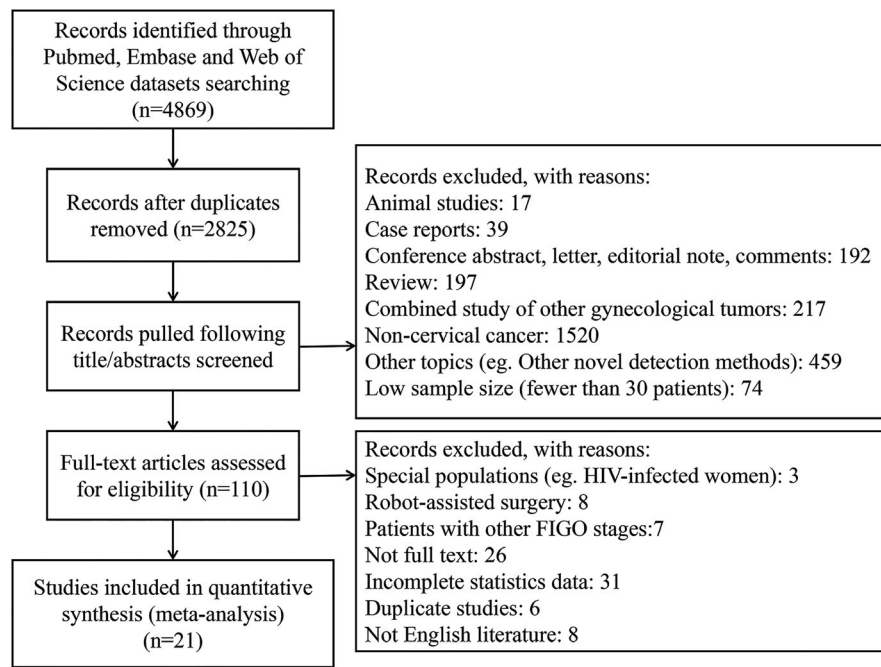 Records identified through
Pubmed, Embase and Web of
Science datasets searching
(n=4869)
Records after duplicates
removed (n=2825)
Records pulled following
title/abstracts screened
Records excluded, with reasons:
Animal studies: 17
Case reports: 39
Conference abstract, letter, editorial note, comments: 192
Review: 197
Combined study of other gynecological tumors: 217
Non-cervical cancer: 1520
Other topics (eg. Other novel detection methods): 459
Low sample size (fewer than 30 patients): 74
Full-text articles assessed
for eligibility (n=110)
Records excluded, with reasons:
Special populations (eg. HIV-infected women): 3
Robot-assisted surgery: 8
Patients with other FIGO stages:7
Not full text: 26
Incomplete statistics data: 31
Duplicate studies: 6
Not English literature: 8
Studies included in quantitative
synthesis (meta-analysis)
(n=21)